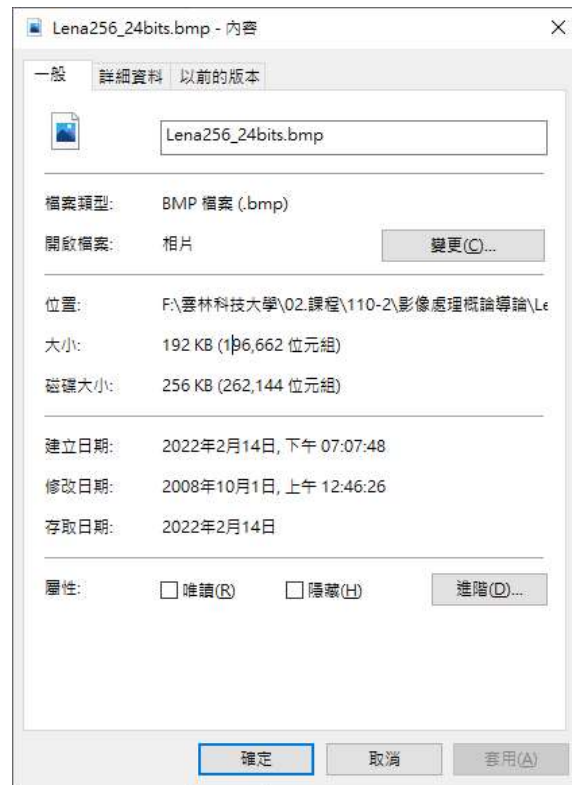 Lena256_24bits.bmp - 內容
一般 詳細資料 以前的版本
Lena256_24bits.bmp
檔案類型: BMP 檔案 (.bmp)
開啟檔案: 相片 變更(C)...
位置: F:\雲林科技大學\02.課程\110-2\影像處理概論導論\Le
大小: 192 KB (196,662 位元組)
磁碟大小: 256 KB (262,144 位元組)
建立日期: 2022年2月14日, 下午 07:07:48
修改日期: 2008年10月1日, 上午 12:46:26
存取日期: 2022年2月14日
屬性: 唯讀(R) 隱藏(H) 進階(D)...
確定 取消 套用(A)